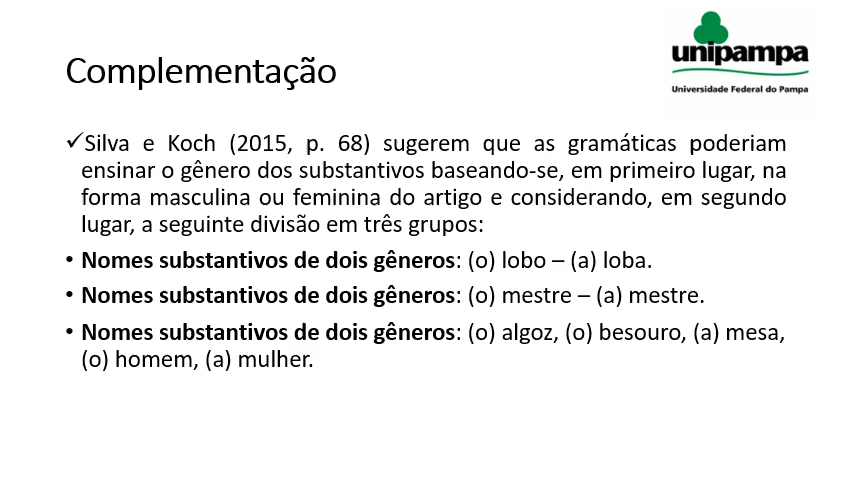 unipampa
Universidade Federal do Pampa
Complementação
✓Silva e Koch (2015, p. 68) sugerem que as gramáticas poderiam
ensinar o gênero dos substantivos baseando-se, em primeiro lugar, na
forma masculina ou feminina do artigo e considerando, em segundo
lugar, a seguinte divisão em três grupos:
• Nomes substantivos de dois gêneros: (o) lobo – (a) loba.
• Nomes substantivos de dois gêneros: (o) mestre – (a) mestre.
• Nomes substantivos de dois gêneros: (o) algoz, (o) besouro, (a) mesa,
(o) homem, (a) mulher.